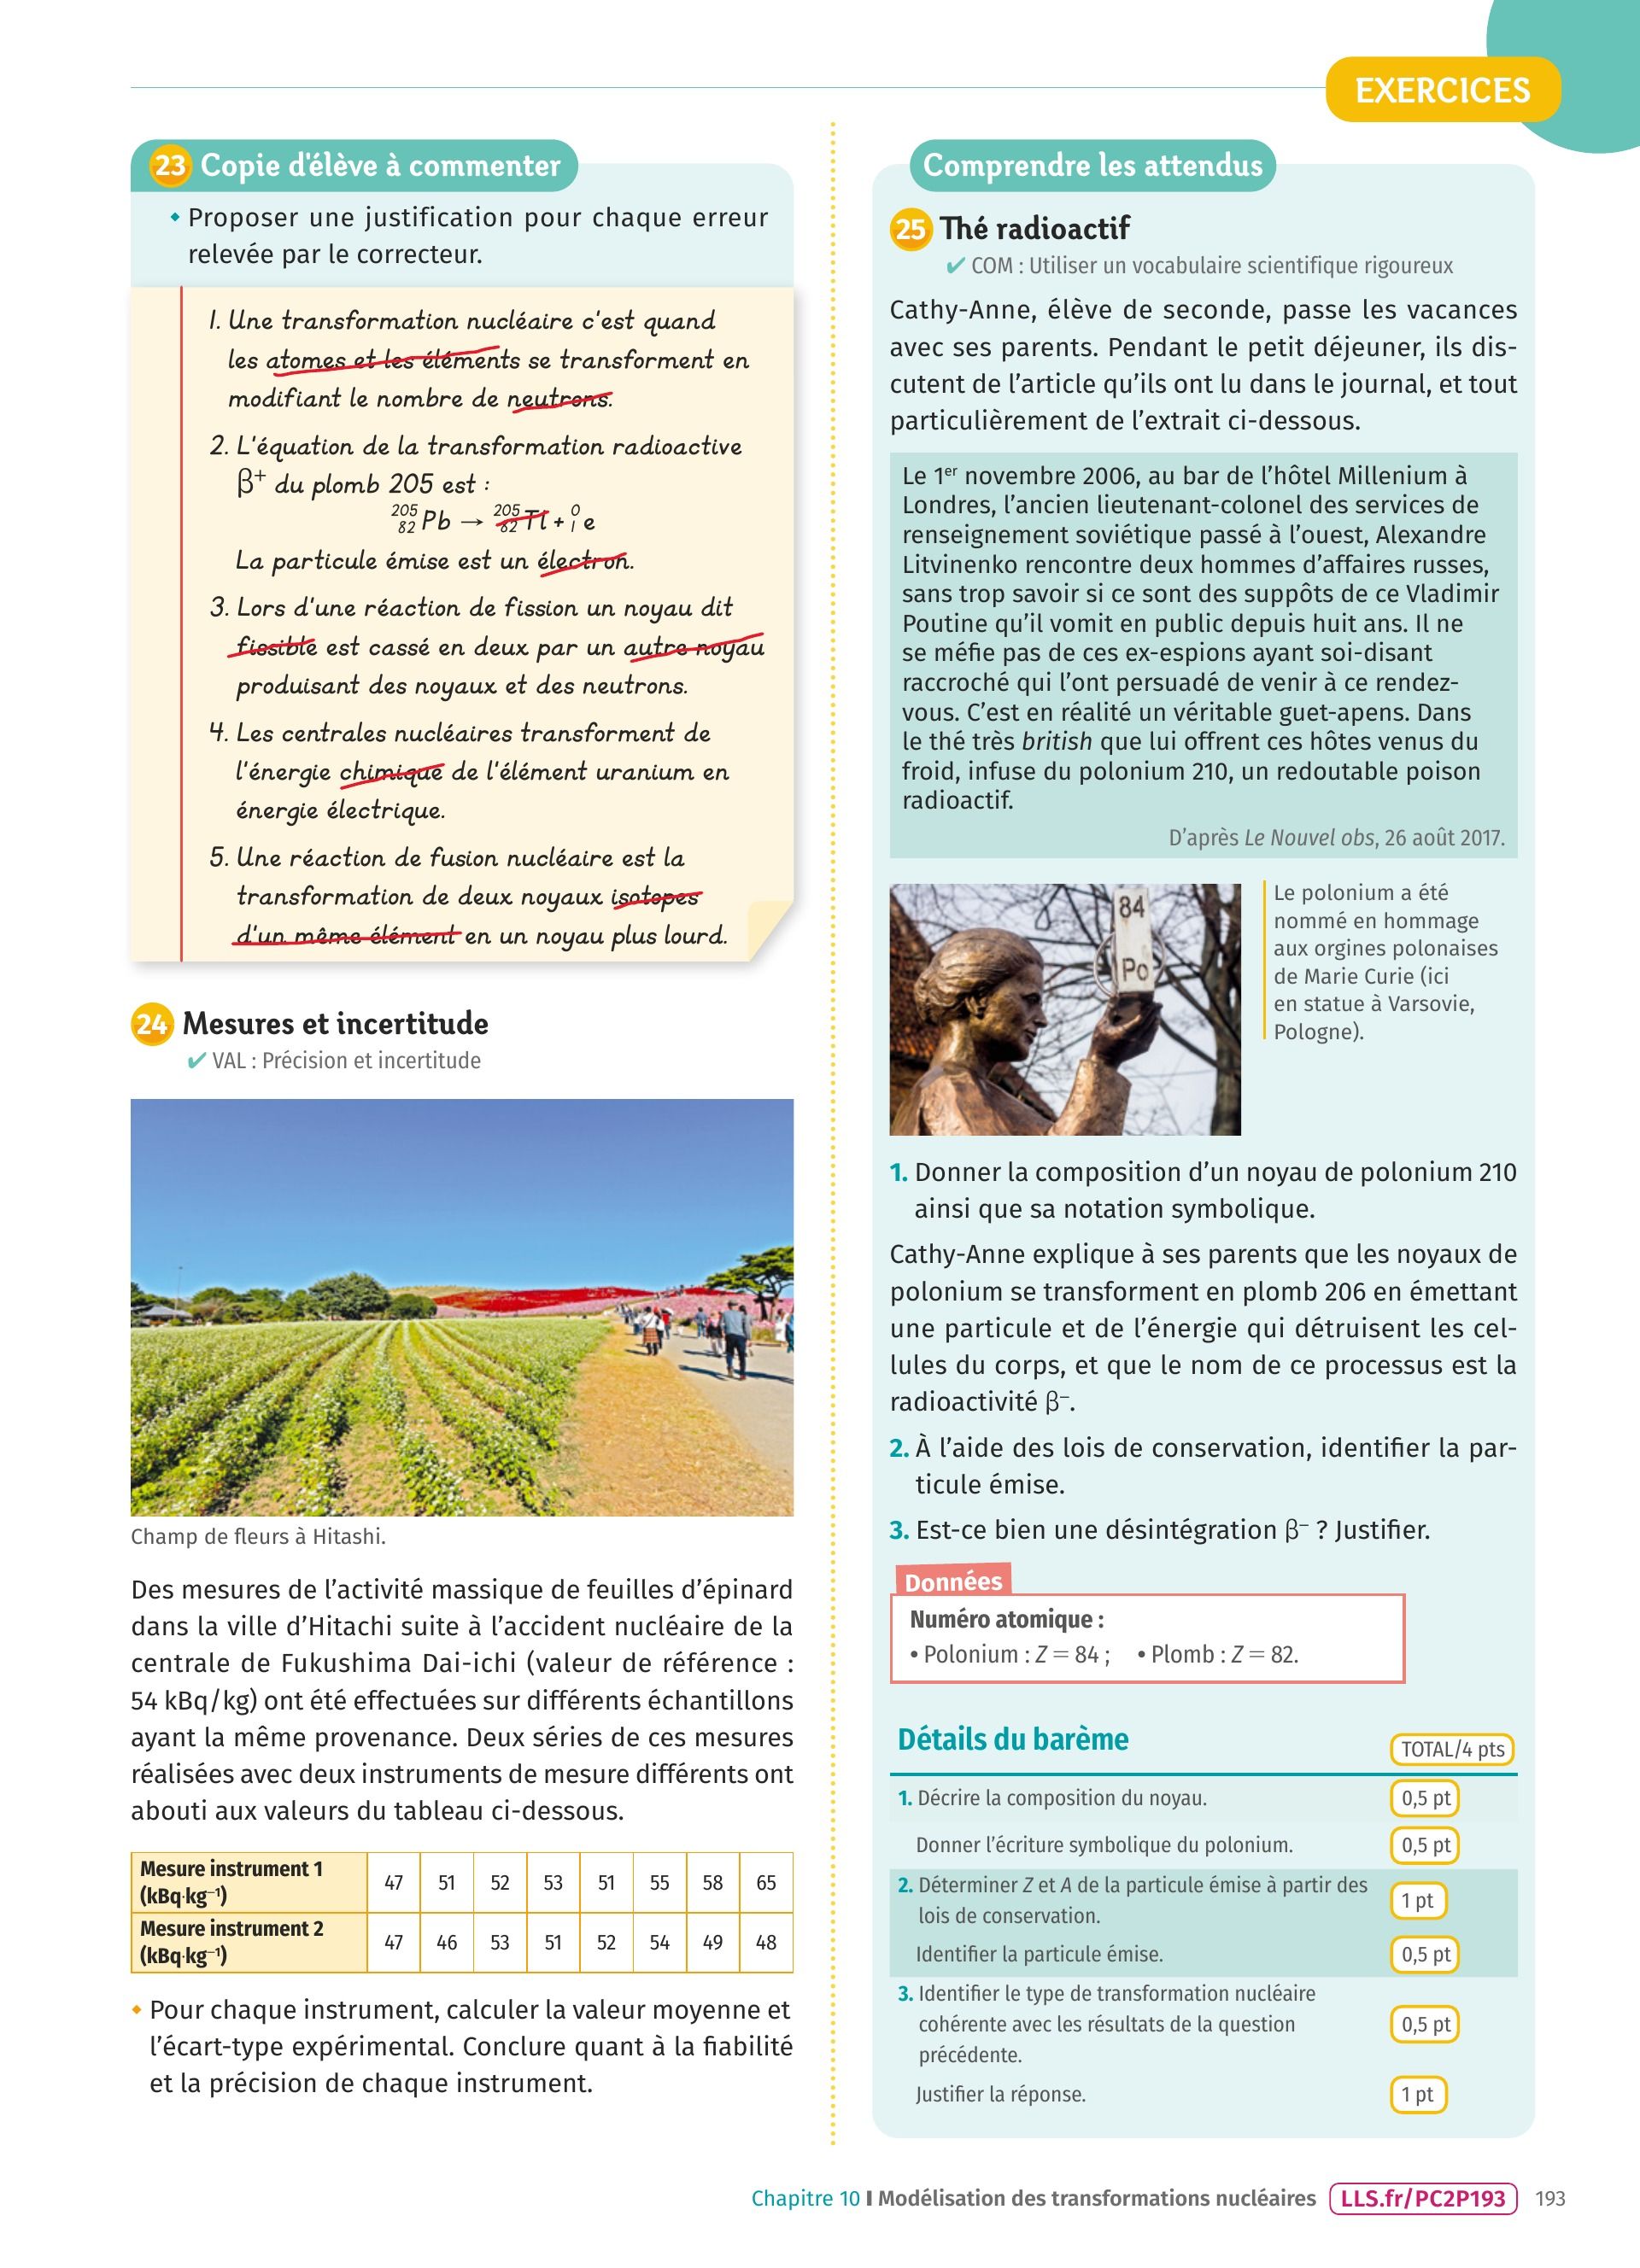 EXERCICES
23 Copie d'élève à commenter
Proposer une justification pour chaque erreur
relevée par le correcteur.
1. Une transformation nucléaire c'est quand
les atomes et les éléments se transforment en
modifiant le nombre de neutrons.
2. L'équation de la transformation radioactive
β⁺ du plomb 205 est :
²⁰⁵₈₂Pb → ²⁰⁵₈₂Tl + ⁰₁e
La particule émise est un électron.
3. Lors d'une réaction de fission un noyau dit
fissible est cassé en deux par un autre noyau
produisant des noyaux et des neutrons.
4. Les centrales nucléaires transforment de
l'énergie chimique de l'élément uranium en
énergie électrique.
5. Une réaction de fusion nucléaire est la
transformation de deux noyaux isotopes
d'un même élément en un noyau plus lourd.
24 Mesures et incertitude
✔ VAL : Précision et incertitude
Champ de fleurs à Hitashi.
Des mesures de l'activité massique de feuilles d'épinard
dans la ville d'Hitachi suite à l'accident nucléaire de la
centrale de Fukushima Dai-ichi (valeur de référence :
54 kBq/kg) ont été effectuées sur différents échantillons
ayant la même provenance. Deux séries de ces mesures
réalisées avec deux instruments de mesure différents ont
abouti aux valeurs du tableau ci-dessous.
Mesure instrument 1
(kBq·kg⁻¹) 47 51 52 53 51 55 58 65
Mesure instrument 2
(kBq·kg⁻¹) 47 46 53 51 52 54 49 48
Pour chaque instrument, calculer la valeur moyenne et
l'écart-type expérimental. Conclure quant à la fiabilité
et la précision de chaque instrument.
Comprendre les attendus
25 Thé radioactif
✔ COM : Utiliser un vocabulaire scientifique rigoureux
Cathy-Anne, élève de seconde, passe les vacances
avec ses parents. Pendant le petit déjeuner, ils dis-
cutent de l'article qu'ils ont lu dans le journal, et tout
particulièrement de l'extrait ci-dessous.
Le 1er novembre 2006, au bar de l'hôtel Millenium à
Londres, l'ancien lieutenant-colonel des services de
renseignement soviétique passé à l'ouest, Alexandre
Litvinenko rencontre deux hommes d'affaires russes,
sans trop savoir si ce sont des suppôts de ce Vladimir
Poutine qu'il vomit en public depuis huit ans. Il ne
se méfie pas de ces ex-espions ayant soi-disant
raccroché qui l'ont persuadé de venir à ce rendez-
vous. C'est en réalité un véritable guet-apens. Dans
le thé très british que lui offrent ces hôtes venus du
froid, infuse du polonium 210, un redoutable poison
radioactif.
D'après Le Nouvel obs, 26 août 2017.
84
Po
Le polonium a été
nommé en hommage
aux orgines polonaises
de Marie Curie (ici
en statue à Varsovie,
Pologne).
1. Donner la composition d'un noyau de polonium 210
ainsi que sa notation symbolique.
Cathy-Anne explique à ses parents que les noyaux de
polonium se transforment en plomb 206 en émettant
une particule et de l'énergie qui détruisent les cel-
lules du corps, et que le nom de ce processus est la
radioactivité β⁻.
2. À l'aide des lois de conservation, identifier la par-
ticule émise.
3. Est-ce bien une désintégration β⁻ ? Justifier.
Données
Numéro atomique :
• Polonium : Z = 84 ; • Plomb : Z = 82.
Détails du barème TOTAL/4 pts
1. Décrire la composition du noyau. 0,5 pt
Donner l'écriture symbolique du polonium. 0,5 pt
2. Déterminer Z et A de la particule émise à partir des
lois de conservation. 1 pt
Identifier la particule émise. 0,5 pt
3. Identifier le type de transformation nucléaire
cohérente avec les résultats de la question
précédente. 0,5 pt
Justifier la réponse. 1 pt
Chapitre 10 I Modélisation des transformations nucléaires LLS.fr/PC2P193 193